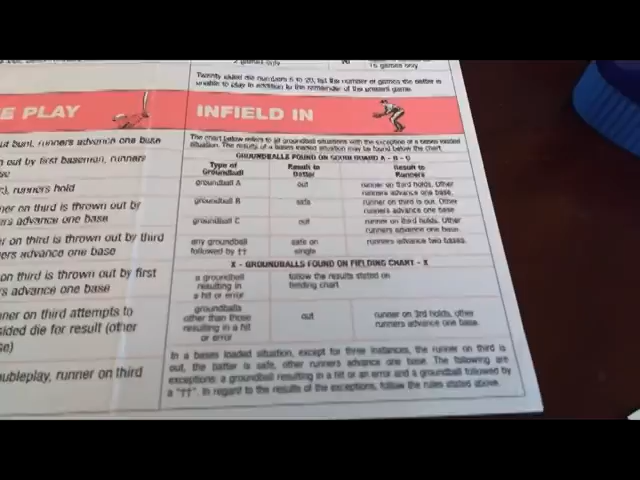 2 games only
16 games only
Twenty sided die numbers 5 to 20, list the number of games the batter is
unable to play in addition to the remainder of the present game.
E PLAY
INFIELD IN
ut bunt, runners advance one base
The chart below refers to all groundball situations with the exception of a bases loaded
situation. The results of a bases loaded situation may be found below the chart.
GROUNDBALLS FOUND ON
A - B - C
Type of Groundball
Result to Batter
Result to Runners
out by first baseman, runners
groundball A
out
runner on third holds. Other
runners advance one base.
), runners hold
groundball B
safe
runner on third is out. Other
runners advance one base
ner on third is thrown out by
ers advance one base
groundball C
out
runner on third holds. Other
runners advance one base.
r on third is thrown out by third
ers advance one base
any groundball
followed by ††
safe on
single
runners advance two bases.
X - GROUNDBALLS FOUND ON FIELDING CHART - X
on third is thrown out by first
s advance one base
a groundball
resulting in
a hit or error
follow the results stated on
fielding chart
ner on third attempts to
sided die for result (other
se)
groundballs
other than those
resulting in a hit
or error
out
runner on 3rd holds, other
runners advance one base.
ubleplay, runner on third
In a bases loaded situation, except for three instances, the runner on third is
out, the batter is safe, other runners advance one base. The following are
exceptions: a groundball resulting in a hit or an error and a groundball followed by
a "††". In regard to the results of the exceptions, follow the rules stated above.